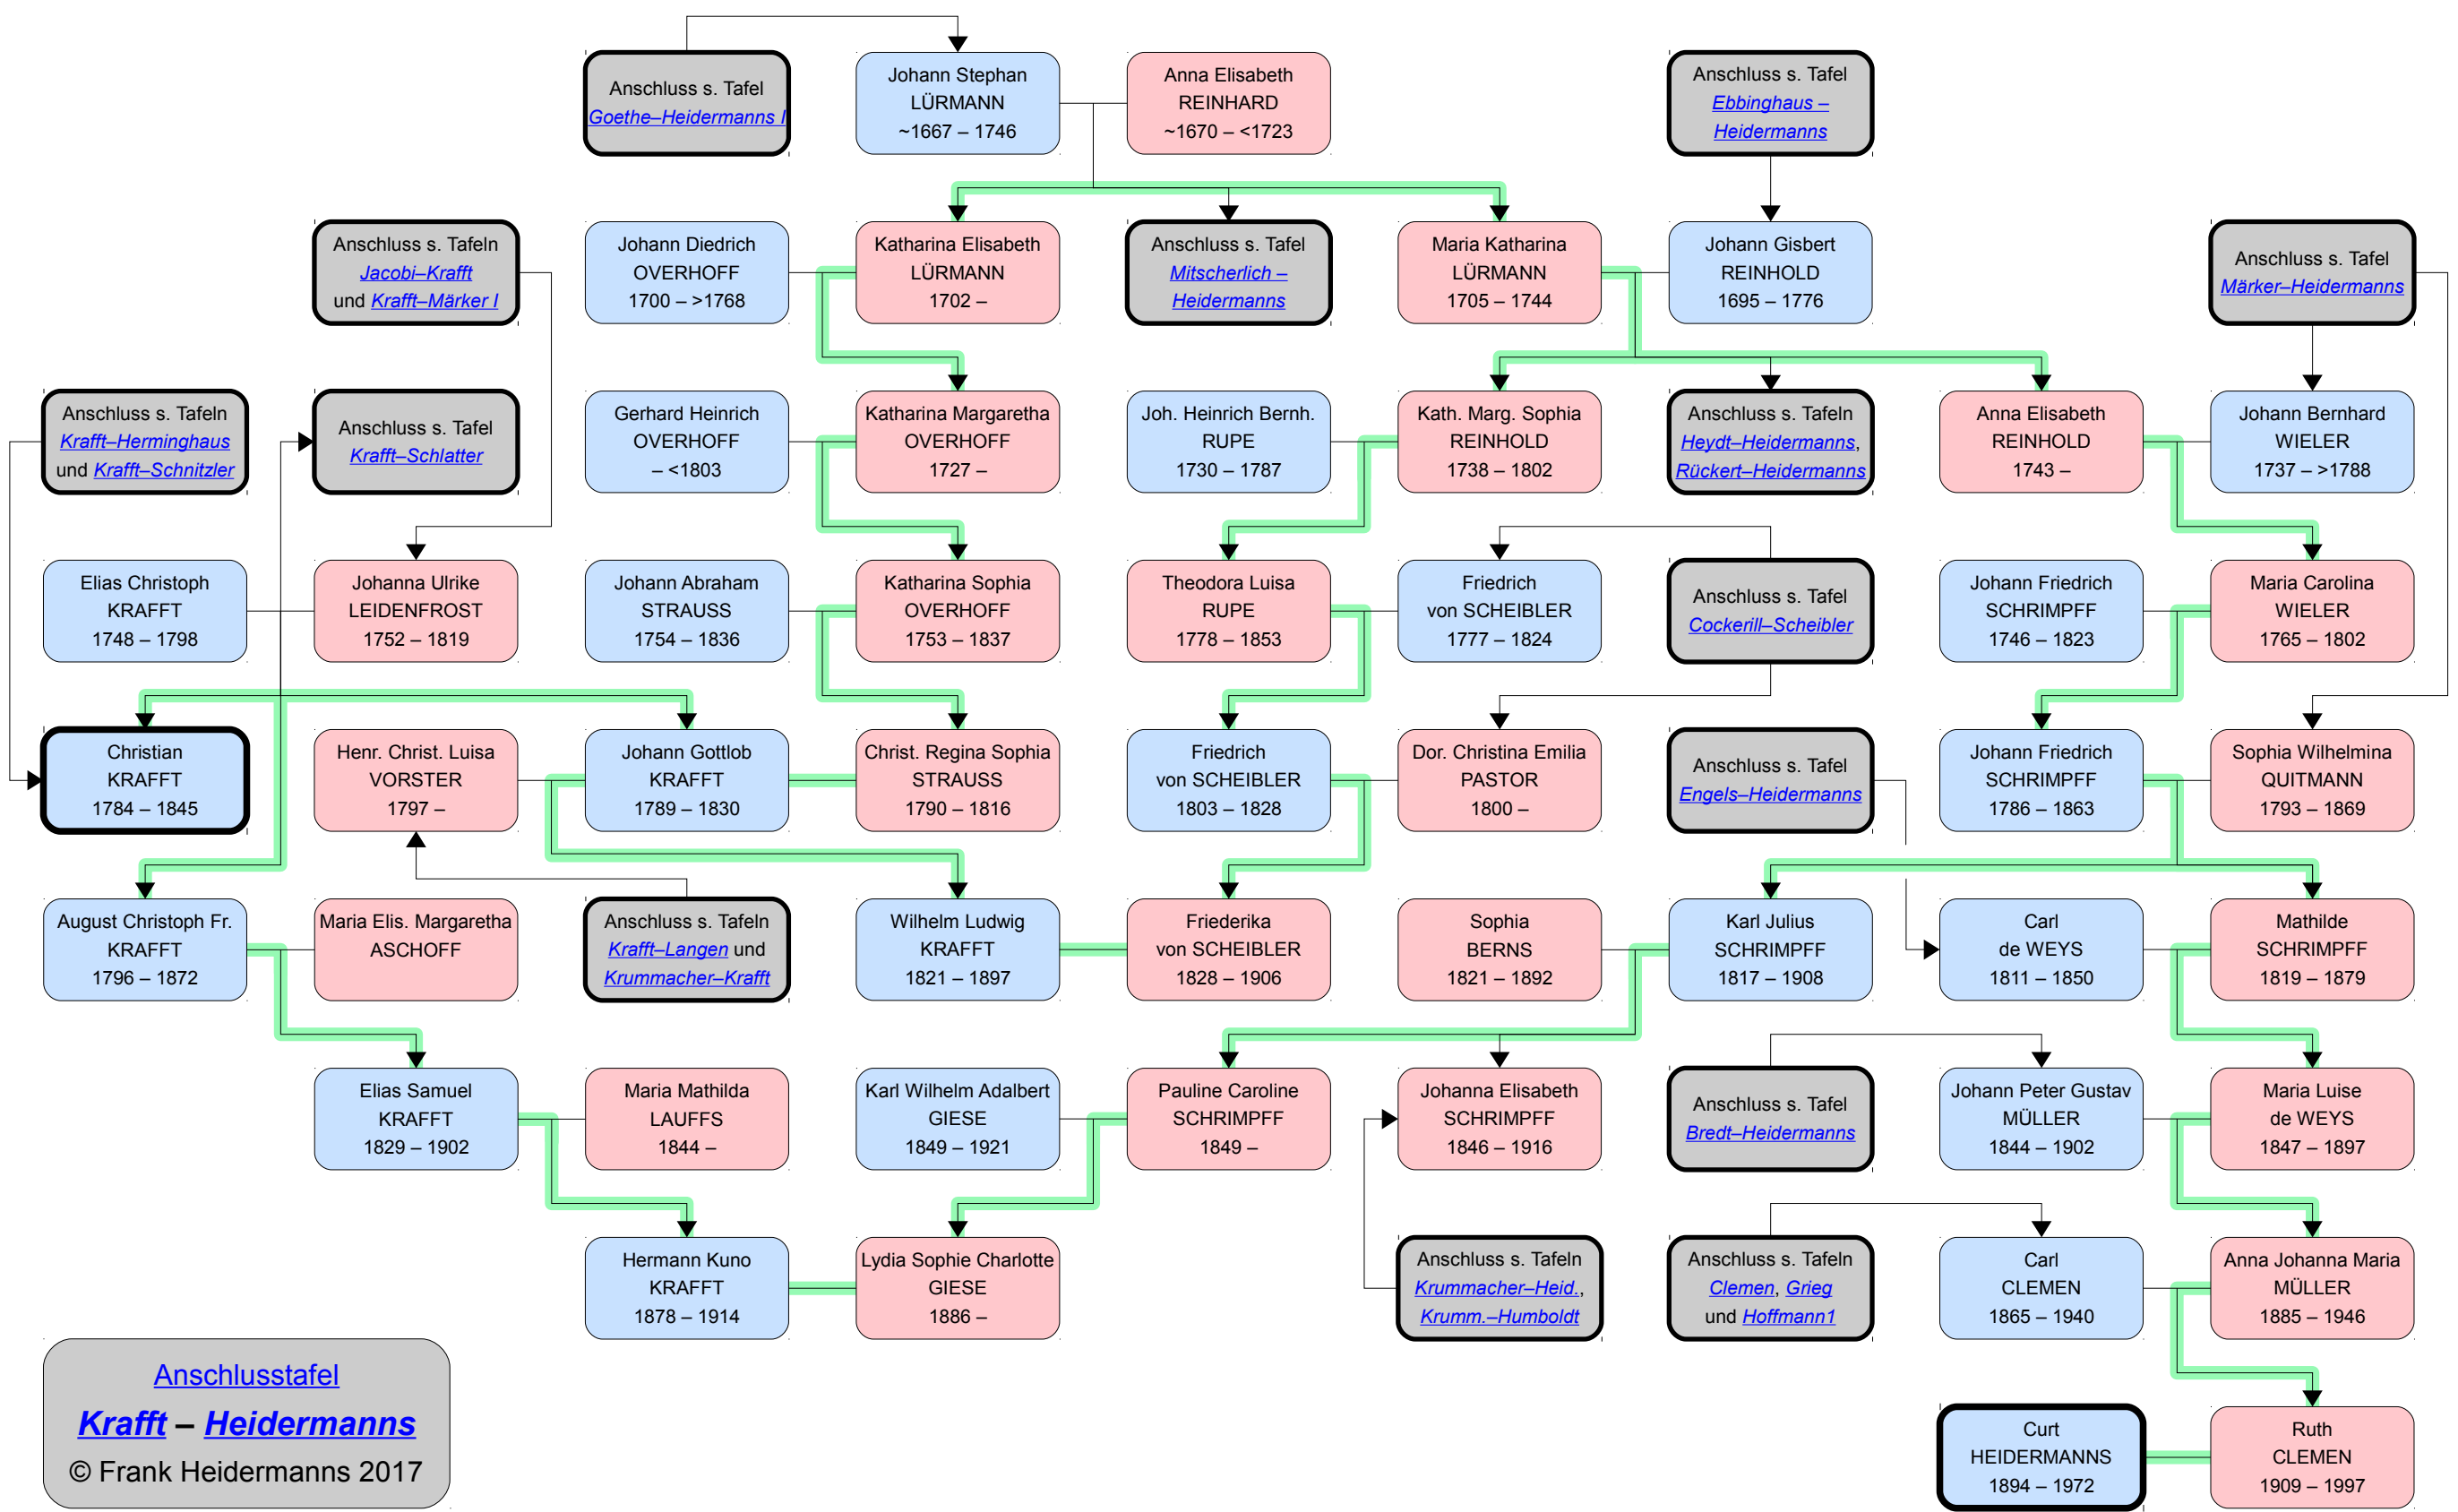 Anschluss s. Tafel
Goethe–Heidermanns I
Johann Stephan
LÜRMANN
~1667 – 1746
Anna Elisabeth
REINHARD
~1670 – <1723
Anschluss s. Tafel
Ebbinghaus –
Heidermanns
Anschluss s. Tafeln
Jacobi–Krafft
und Krafft–Märker I
Johann Diedrich
OVERHOFF
1700 – >1768
Katharina Elisabeth
LÜRMANN
1702 –
Anschluss s. Tafel
Mitscherlich –
Heidermanns
Maria Katharina
LÜRMANN
1705 – 1744
Johann Gisbert
REINHOLD
1695 – 1776
Anschluss s. Tafel
Märker–Heidermanns
Anschluss s. Tafeln
Krafft–Herminghaus
und Krafft–Schnitzler
Anschluss s. Tafel
Krafft–Schlatter
Gerhard Heinrich
OVERHOFF
– <1803
Katharina Margaretha
OVERHOFF
1727 –
Joh. Heinrich Bernh.
RUPE
1730 – 1787
Kath. Marg. Sophia
REINHOLD
1738 – 1802
Anschluss s. Tafeln
Heydt–Heidermanns,
Rückert–Heidermanns
Anna Elisabeth
REINHOLD
1743 –
Johann Bernhard
WIELER
1737 – >1788
Elias Christoph
KRAFFT
1748 – 1798
Johanna Ulrike
LEIDENFROST
1752 – 1819
Johann Abraham
STRAUSS
1754 – 1836
Katharina Sophia
OVERHOFF
1753 – 1837
Theodora Luisa
RUPE
1778 – 1853
Friedrich
von SCHEIBLER
1777 – 1824
Anschluss s. Tafel
Cockerill–Scheibler
Johann Friedrich
SCHRIMPFF
1746 – 1823
Maria Carolina
WIELER
1765 – 1802
Christian
KRAFFT
1784 – 1845
Henr. Christ. Luisa
VORSTER
1797 –
Johann Gottlob
KRAFFT
1789 – 1830
Christ. Regina Sophia
STRAUSS
1790 – 1816
Friedrich
von SCHEIBLER
1803 – 1828
Dor. Christina Emilia
PASTOR
1800 –
Anschluss s. Tafel
Engels–Heidermanns
Johann Friedrich
SCHRIMPFF
1786 – 1863
Sophia Wilhelmina
QUITMANN
1793 – 1869
August Christoph Fr.
KRAFFT
1796 – 1872
Maria Elis. Margaretha
ASCHOFF
Anschluss s. Tafeln
Krafft–Langen und
Krummacher–Krafft
Wilhelm Ludwig
KRAFFT
1821 – 1897
Friederika
von SCHEIBLER
1828 – 1906
Sophia
BERNS
1821 – 1892
Karl Julius
SCHRIMPFF
1817 – 1908
Carl
de WEYS
1811 – 1850
Mathilde
SCHRIMPFF
1819 – 1879
Elias Samuel
KRAFFT
1829 – 1902
Maria Mathilda
LAUFFS
1844 –
Karl Wilhelm Adalbert
GIESE
1849 – 1921
Pauline Caroline
SCHRIMPFF
1849 –
Johanna Elisabeth
SCHRIMPFF
1846 – 1916
Anschluss s. Tafel
Bredt–Heidermanns
Johann Peter Gustav
MÜLLER
1844 – 1902
Maria Luise
de WEYS
1847 – 1897
Hermann Kuno
KRAFFT
1878 – 1914
Lydia Sophie Charlotte
GIESE
1886 –
Anschluss s. Tafeln
Krummacher–Heid.,
Krumm.–Humboldt
Anschluss s. Tafeln
Clemen, Grieg
und Hoffmann1
Carl
CLEMEN
1865 – 1940
Anna Johanna Maria
MÜLLER
1885 – 1946
Anschlusstafel
Krafft – Heidermanns
© Frank Heidermanns 2017
Curt
HEIDERMANNS
1894 – 1972
Ruth
CLEMEN
1909 – 1997